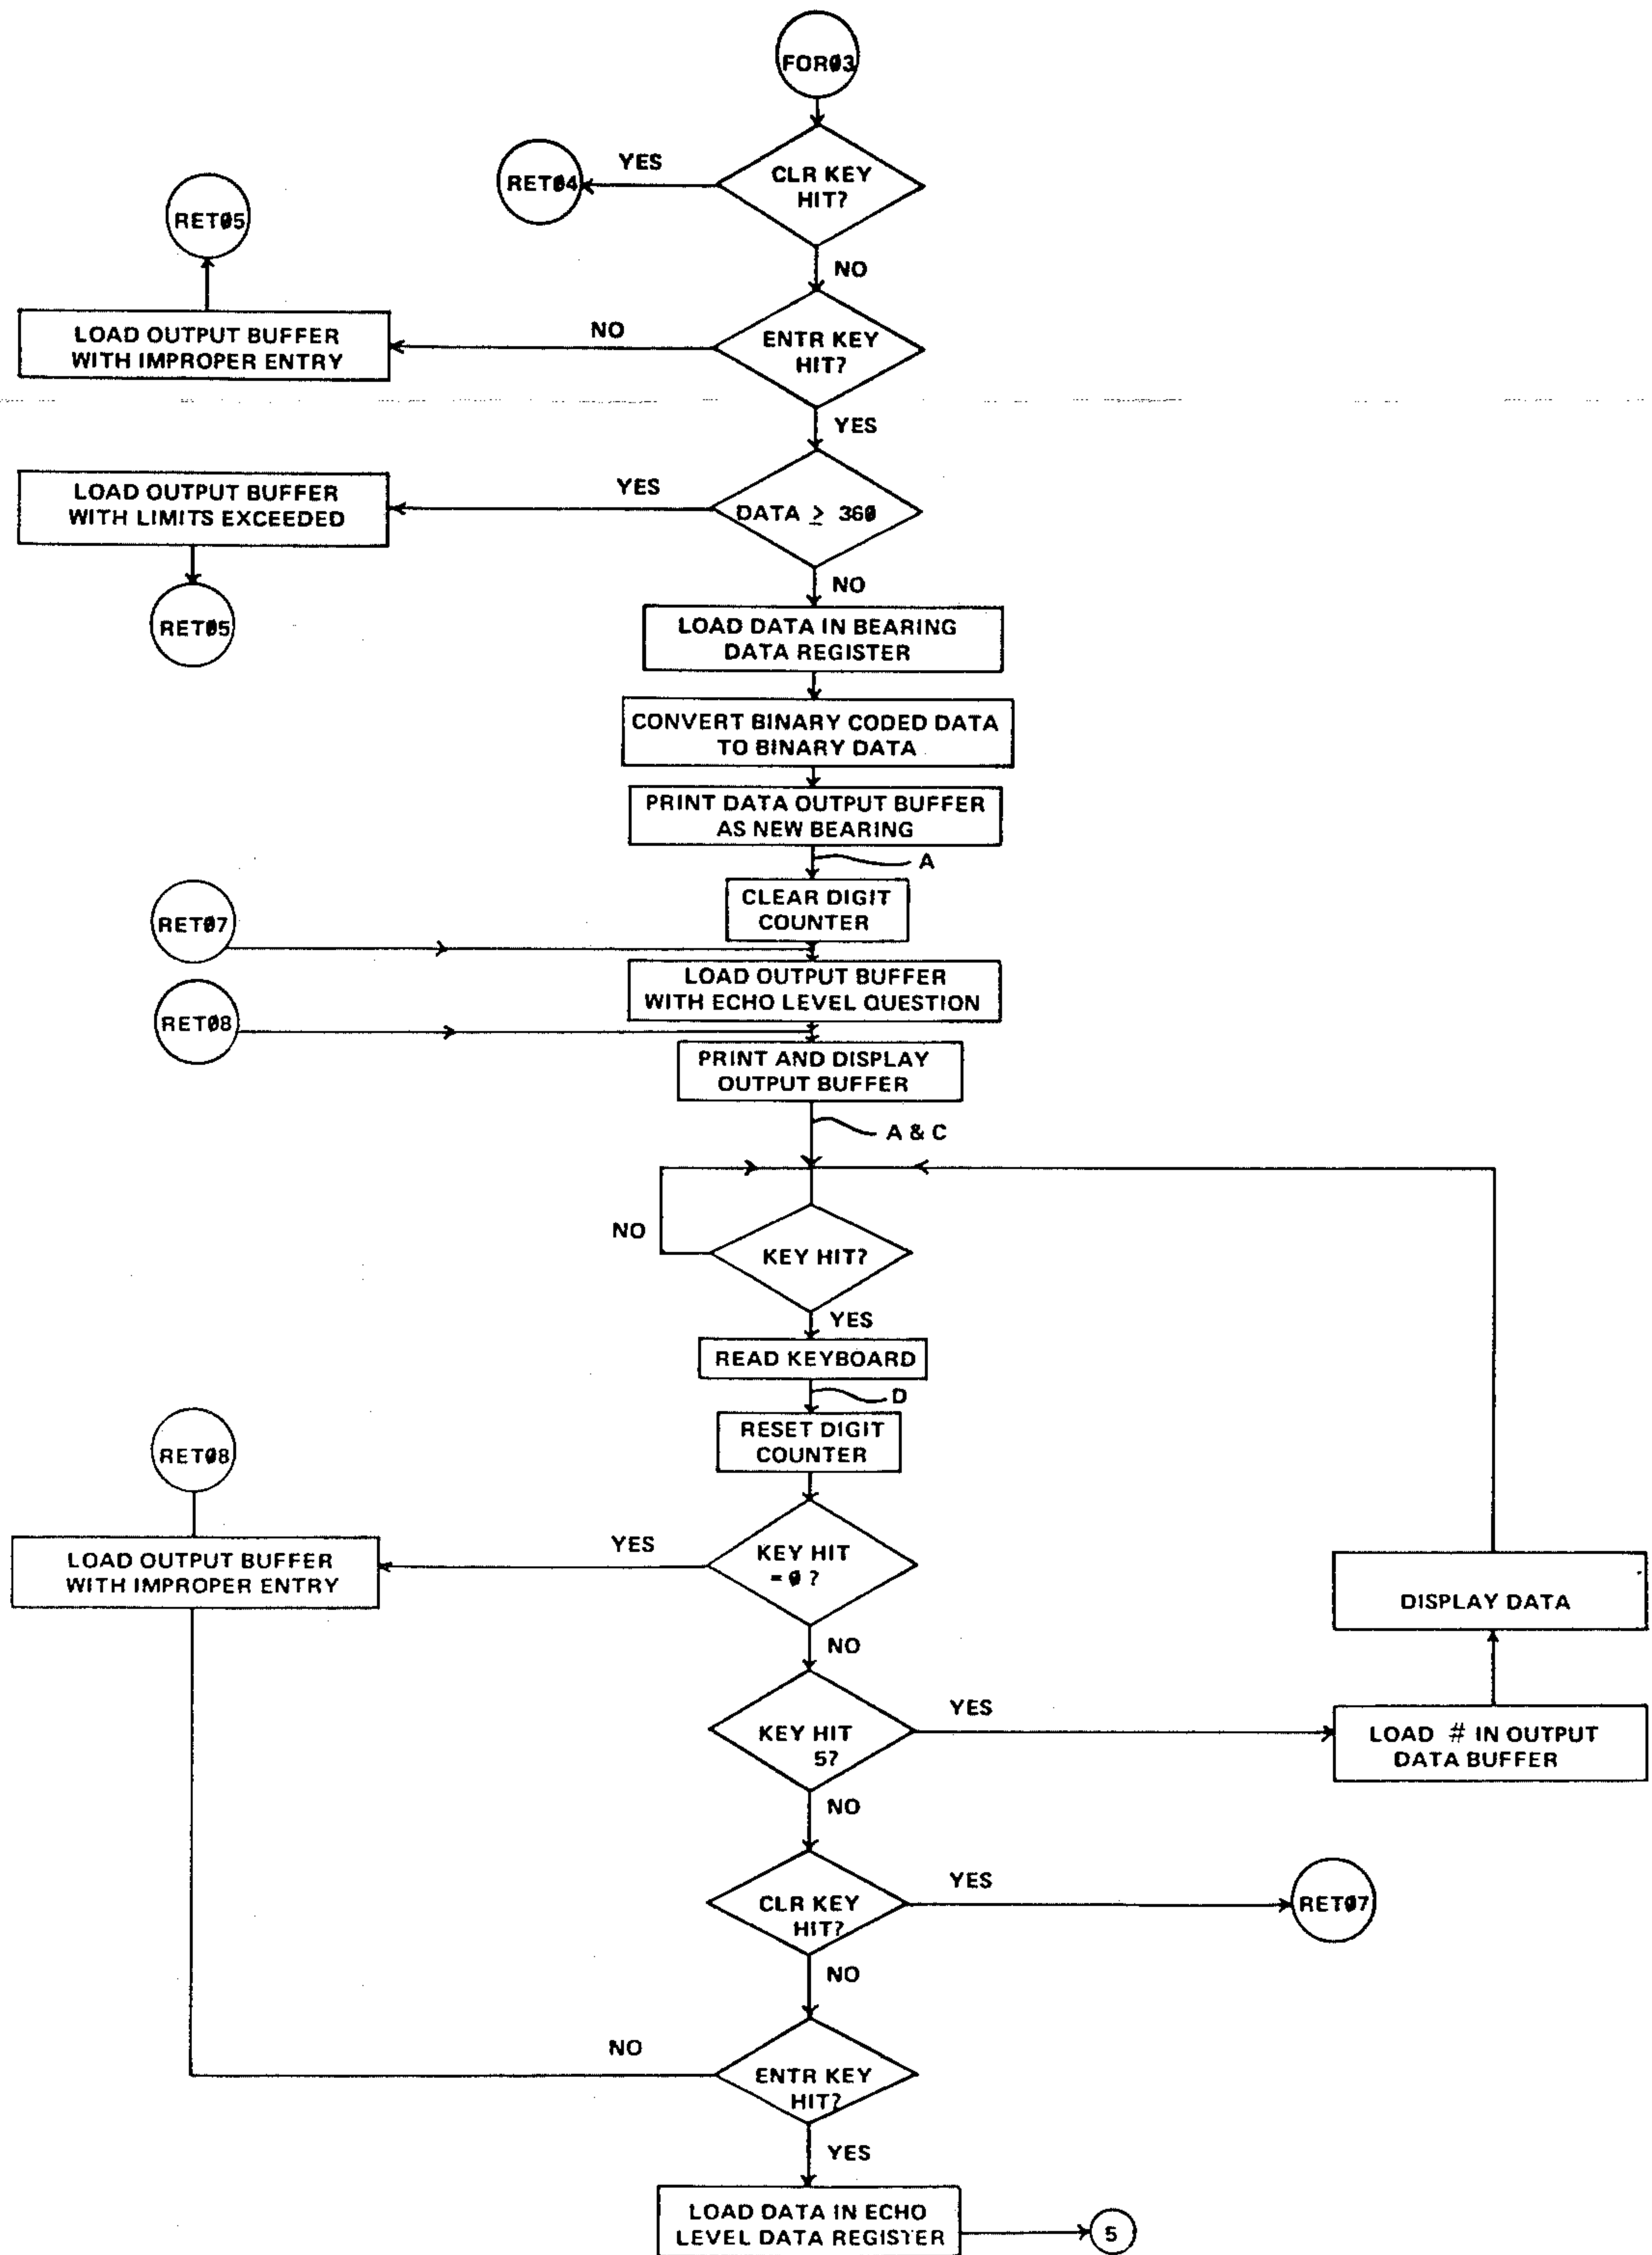 FOR03
CLR KEY
HIT?
YES
RET04
NO
RET05
ENTR KEY
HIT?
NO
LOAD OUTPUT BUFFER
WITH IMPROPER ENTRY
YES
DATA ≥ 360
YES
LOAD OUTPUT BUFFER
WITH LIMITS EXCEEDED
RET05
NO
LOAD DATA IN BEARING
DATA REGISTER
CONVERT BINARY CODED DATA
TO BINARY DATA
PRINT DATA OUTPUT BUFFER
AS NEW BEARING
A
CLEAR DIGIT
COUNTER
RET07
LOAD OUTPUT BUFFER
WITH ECHO LEVEL QUESTION
RET08
PRINT AND DISPLAY
OUTPUT BUFFER
A & C
NO
KEY HIT?
YES
READ KEYBOARD
D
RESET DIGIT
COUNTER
RET08
KEY HIT
= 0 ?
YES
LOAD OUTPUT BUFFER
WITH IMPROPER ENTRY
DISPLAY DATA
NO
KEY HIT
5?
YES
LOAD # IN OUTPUT
DATA BUFFER
NO
CLR KEY
HIT?
YES
RET07
NO
ENTR KEY
HIT?
NO
YES
LOAD DATA IN ECHO
LEVEL DATA REGISTER
5